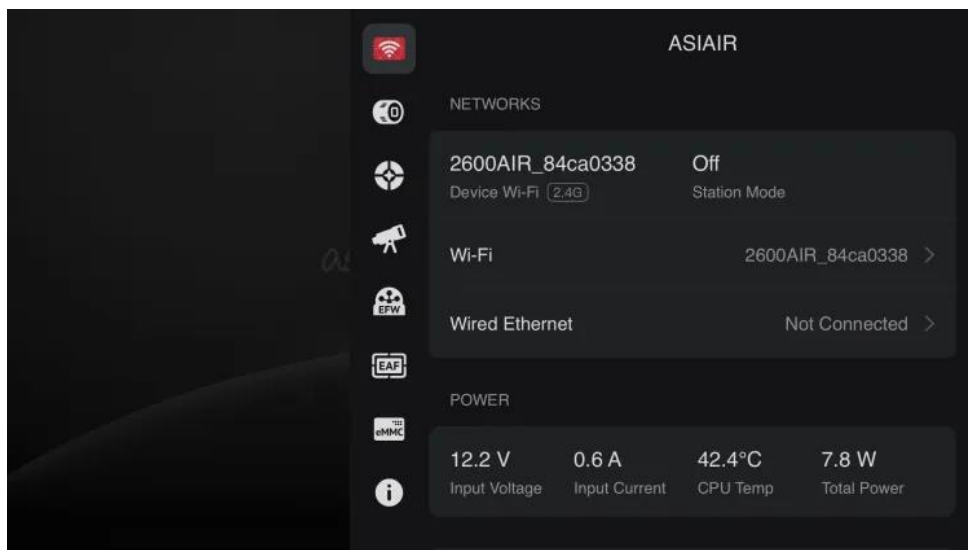 ASIAIR
NETWORKS
2600AIR_84ca0338 Off
Device Wi-Fi 2.4G Station Mode
Wi-Fi 2600AIR_84ca0338 >
EFW
Wired Ethernet Not Connected >
EAF
POWER
eMMC
12.2 V 0.6 A 42.4°C 7.8 W
Input Voltage Input Current CPU Temp Total Power